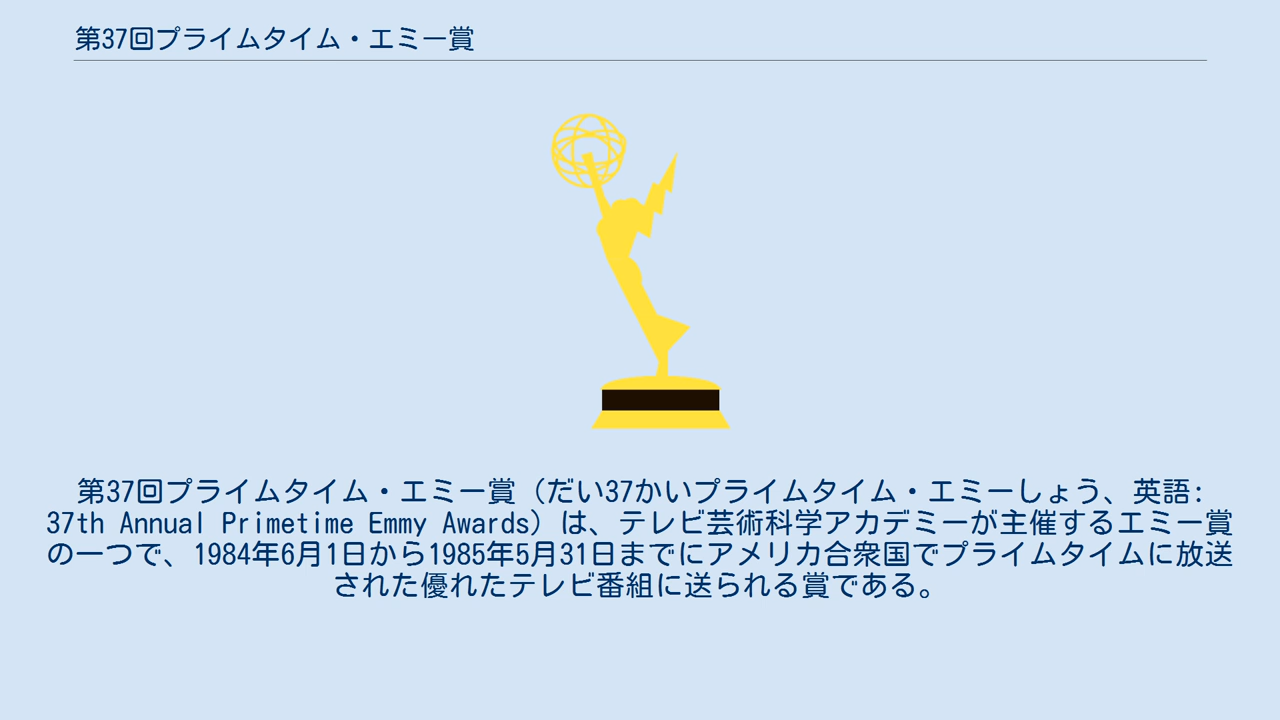 第37回プライムタイム・エミー賞
第37回プライムタイム・エミー賞（だい37かいプライムタイム・エミーしょう、英語:
37th Annual Primetime Emmy Awards）は、テレビ芸術科学アカデミーが主催するエミー賞
の一つで、1984年6月1日から1985年5月31日までにアメリカ合衆国でプライムタイムに放送
された優れたテレビ番組に送られる賞である。